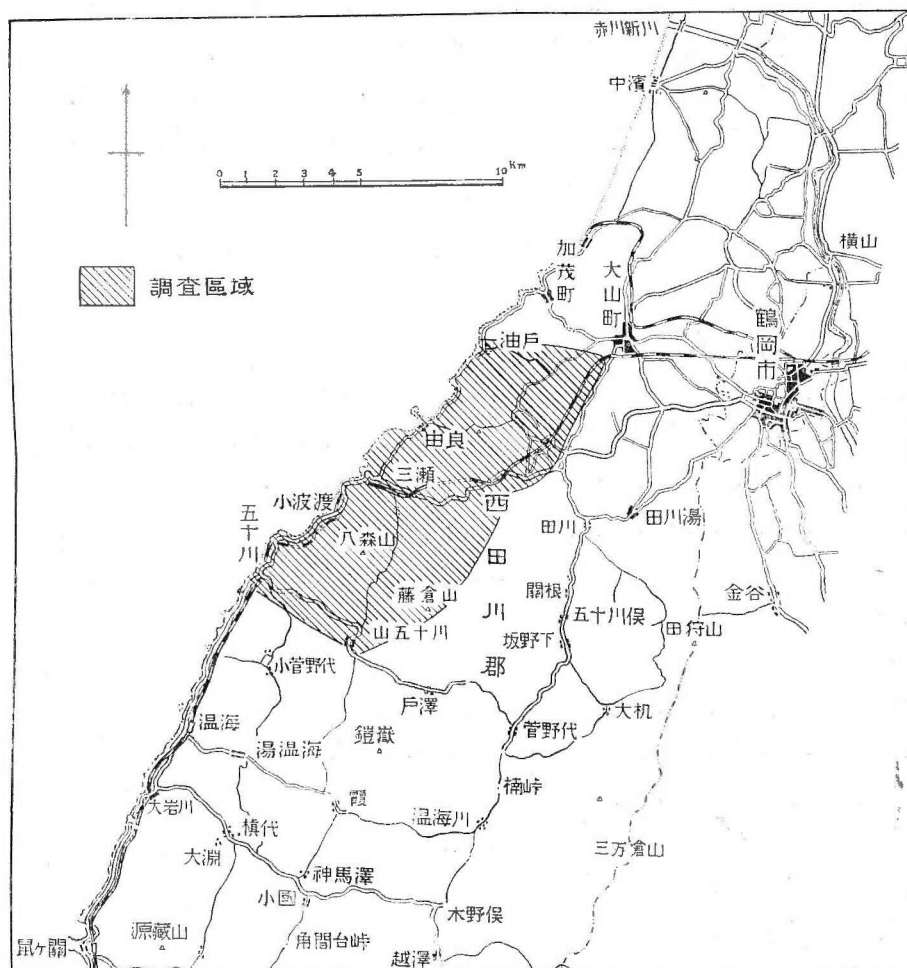 赤川新川
中濱
0 1 2 3 4 5 10 Km
横山
加茂町
大山町
調査區域
鶴岡市
油戸
由良
三瀬
小波渡
五十川
西田川郡
田川
田川湯
八森山
藤倉山
關根
五十川俣
金谷
田狩山
山五十川
坂野下
小菅野代
戸澤
大机
温海
鎧嶽
菅野代
湯温海
楠峠
霞
大岩川
温海川
槙代
大淵
三万倉山
神馬澤
小國
木野俣
源藏山
角間台峠
鼠ケ關
越澤